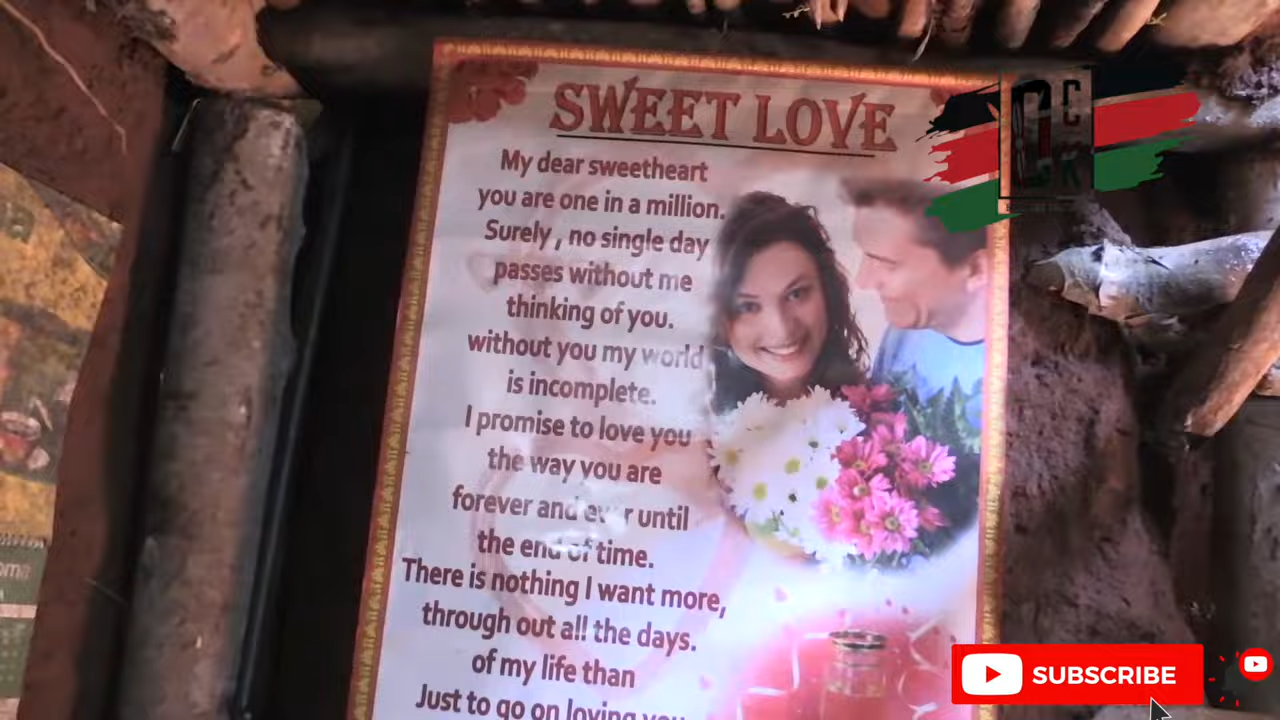 SWEET LOVE
My dear sweetheart
you are one in a million.
Surely , no single day
passes without me
thinking of you.
without you my world
is incomplete.
I promise to love you
the way you are
forever and ever until
the end of time.
There is nothing I want more,
through out all the days.
of my life than
Just to go on loving you
SUBSCRIBE